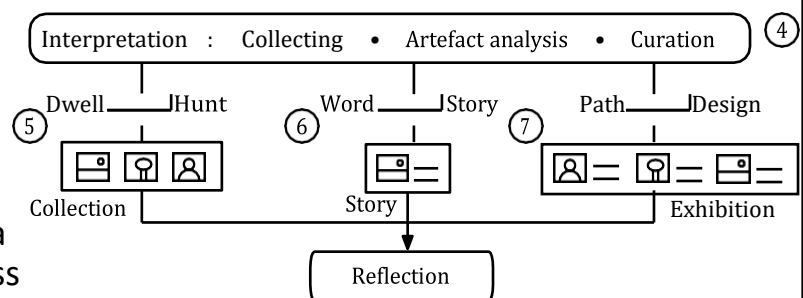 Interpretation : Collecting • Artefact analysis • Curation
4
Dwell Hunt
Word Story
Path Design
5
6
7
Collection
Story
Exhibition
a
ss
Reflection